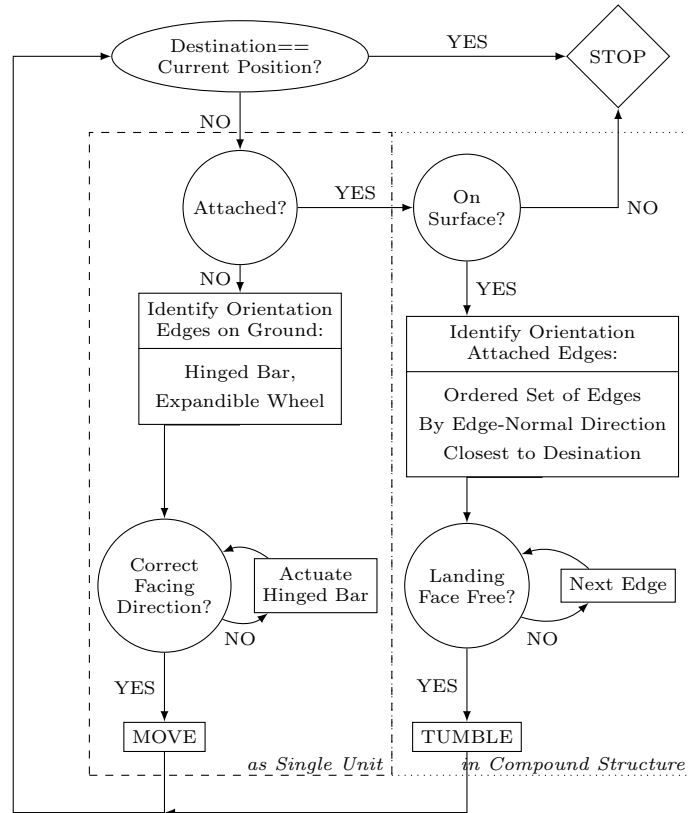 Destination==
Current Position?
YES
STOP
NO
Attached?
YES
On
Surface?
NO
NO
YES
Identify Orientation
Edges on Ground:
Hinged Bar,
Expandible Wheel
Identify Orientation
Attached Edges:
Ordered Set of Edges
By Edge-Normal Direction
Closest to Desination
Correct
Facing
Direction?
Actuate
Hinged Bar
NO
Landing
Face Free?
Next Edge
NO
YES
YES
MOVE
TUMBLE
as Single Unit
in Compound Structure